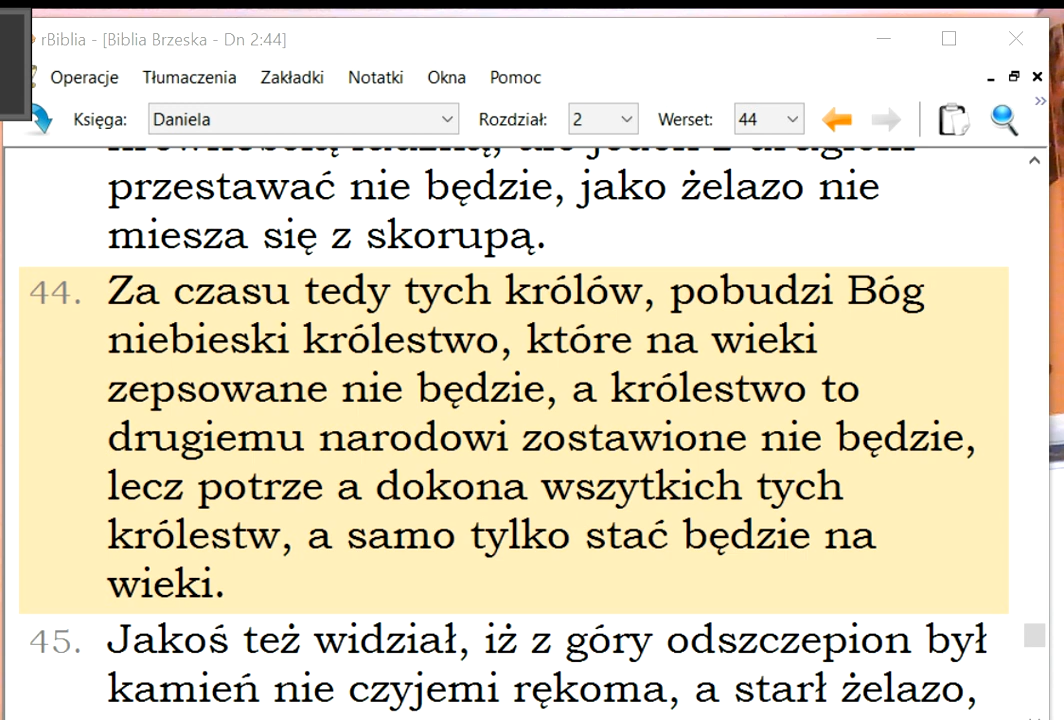 rBiblia - [Biblia Brzeska - Dn 2:44]
Operacje Tłumaczenia Zakładki Notatki Okna Pomoc
Księga: Daniela Rozdział: 2 Werset: 44
przestawać nie będzie, jako żelazo nie
miesza się z skorupą.
44. Za czasu tedy tych królów, pobudzi Bóg
niebieski królestwo, które na wieki
zepsowane nie będzie, a królestwo to
drugiemu narodowi zostawione nie będzie,
lecz potrze a dokona wszytkich tych
królestw, a samo tylko stać będzie na
wieki.
45. Jakoś też widział, iż z góry odszczepion był
kamień nie czyjemi rękoma, a starł żelazo,